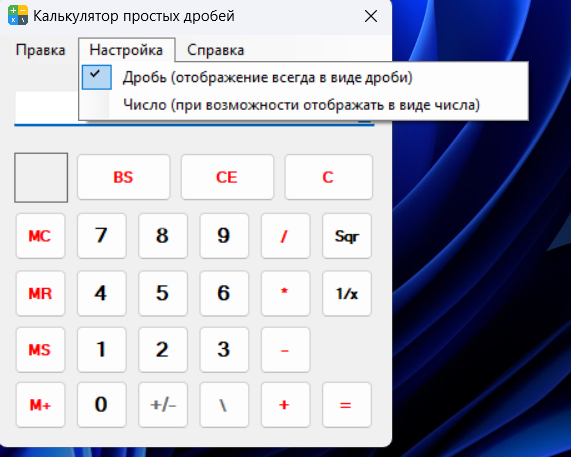 Калькулятор простых дробей
Правка Настройка Справка
Дробь (отображение всегда в виде дроби)
Число (при возможности отображать в виде числа)
BS CE C
MC 7 8 9 / Sqr
MR 4 5 6 * 1/x
MS 1 2 3 -
M+ 0 +/- \ + =